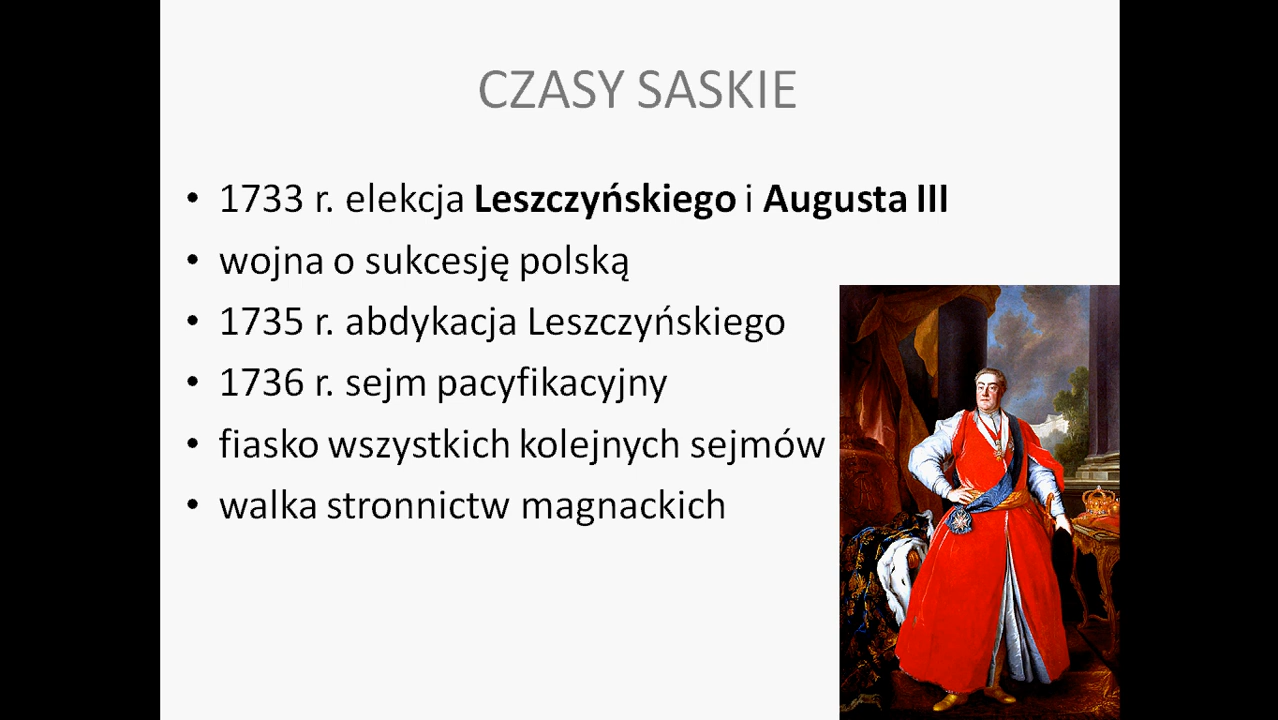 CZASY SASKIE
• 1733 r. elekcja Leszczyńskiego i Augusta III
• wojna o sukcesję polską
• 1735 r. abdykacja Leszczyńskiego
• 1736 r. sejm pacyfikacyjny
• fiasko wszystkich kolejnych sejmów
• walka stronnictw magnackich